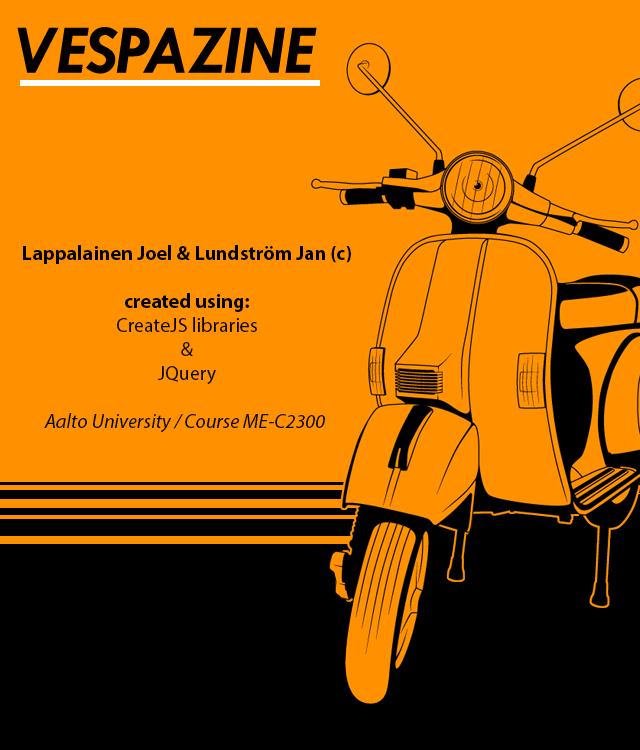 VESPAZINE
Lappalainen Joel & Lundström Jan (c)
created using:
CreateJS libraries
&
JQuery
Aalto University / Course ME-C2300